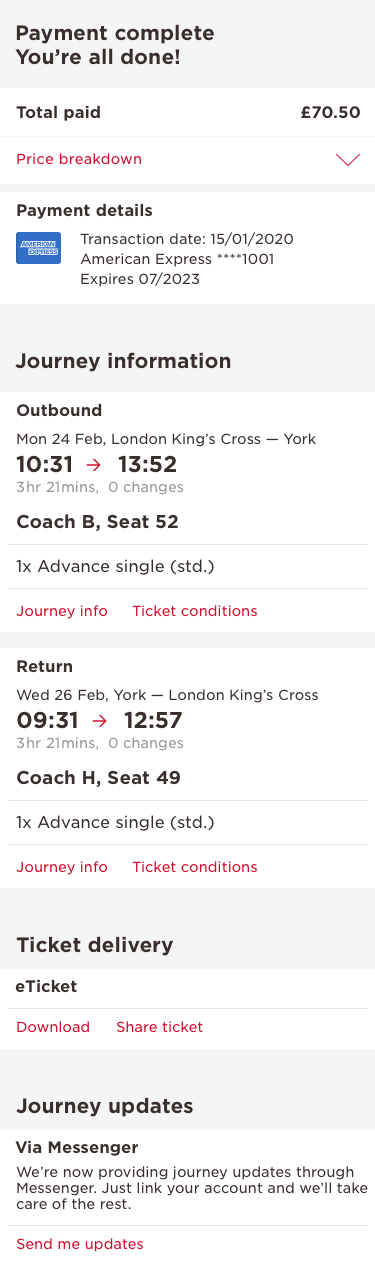 Payment complete
You’re all done!
Total paid £70.50
Price breakdown
Payment details
AMERICAN
EXPRESS
Transaction date: 15/01/2020
American Express ****1001
Expires 07/2023
Journey information
Outbound
Mon 24 Feb, London King’s Cross — York
10:31 → 13:52
3hr 21mins, 0 changes
Coach B, Seat 52
1x Advance single (std.)
Journey info Ticket conditions
Return
Wed 26 Feb, York — London King’s Cross
09:31 → 12:57
3hr 21mins, 0 changes
Coach H, Seat 49
1x Advance single (std.)
Journey info Ticket conditions
Ticket delivery
eTicket
Download Share ticket
Journey updates
Via Messenger
We’re now providing journey updates through
Messenger. Just link your account and we’ll take
care of the rest.
Send me updates